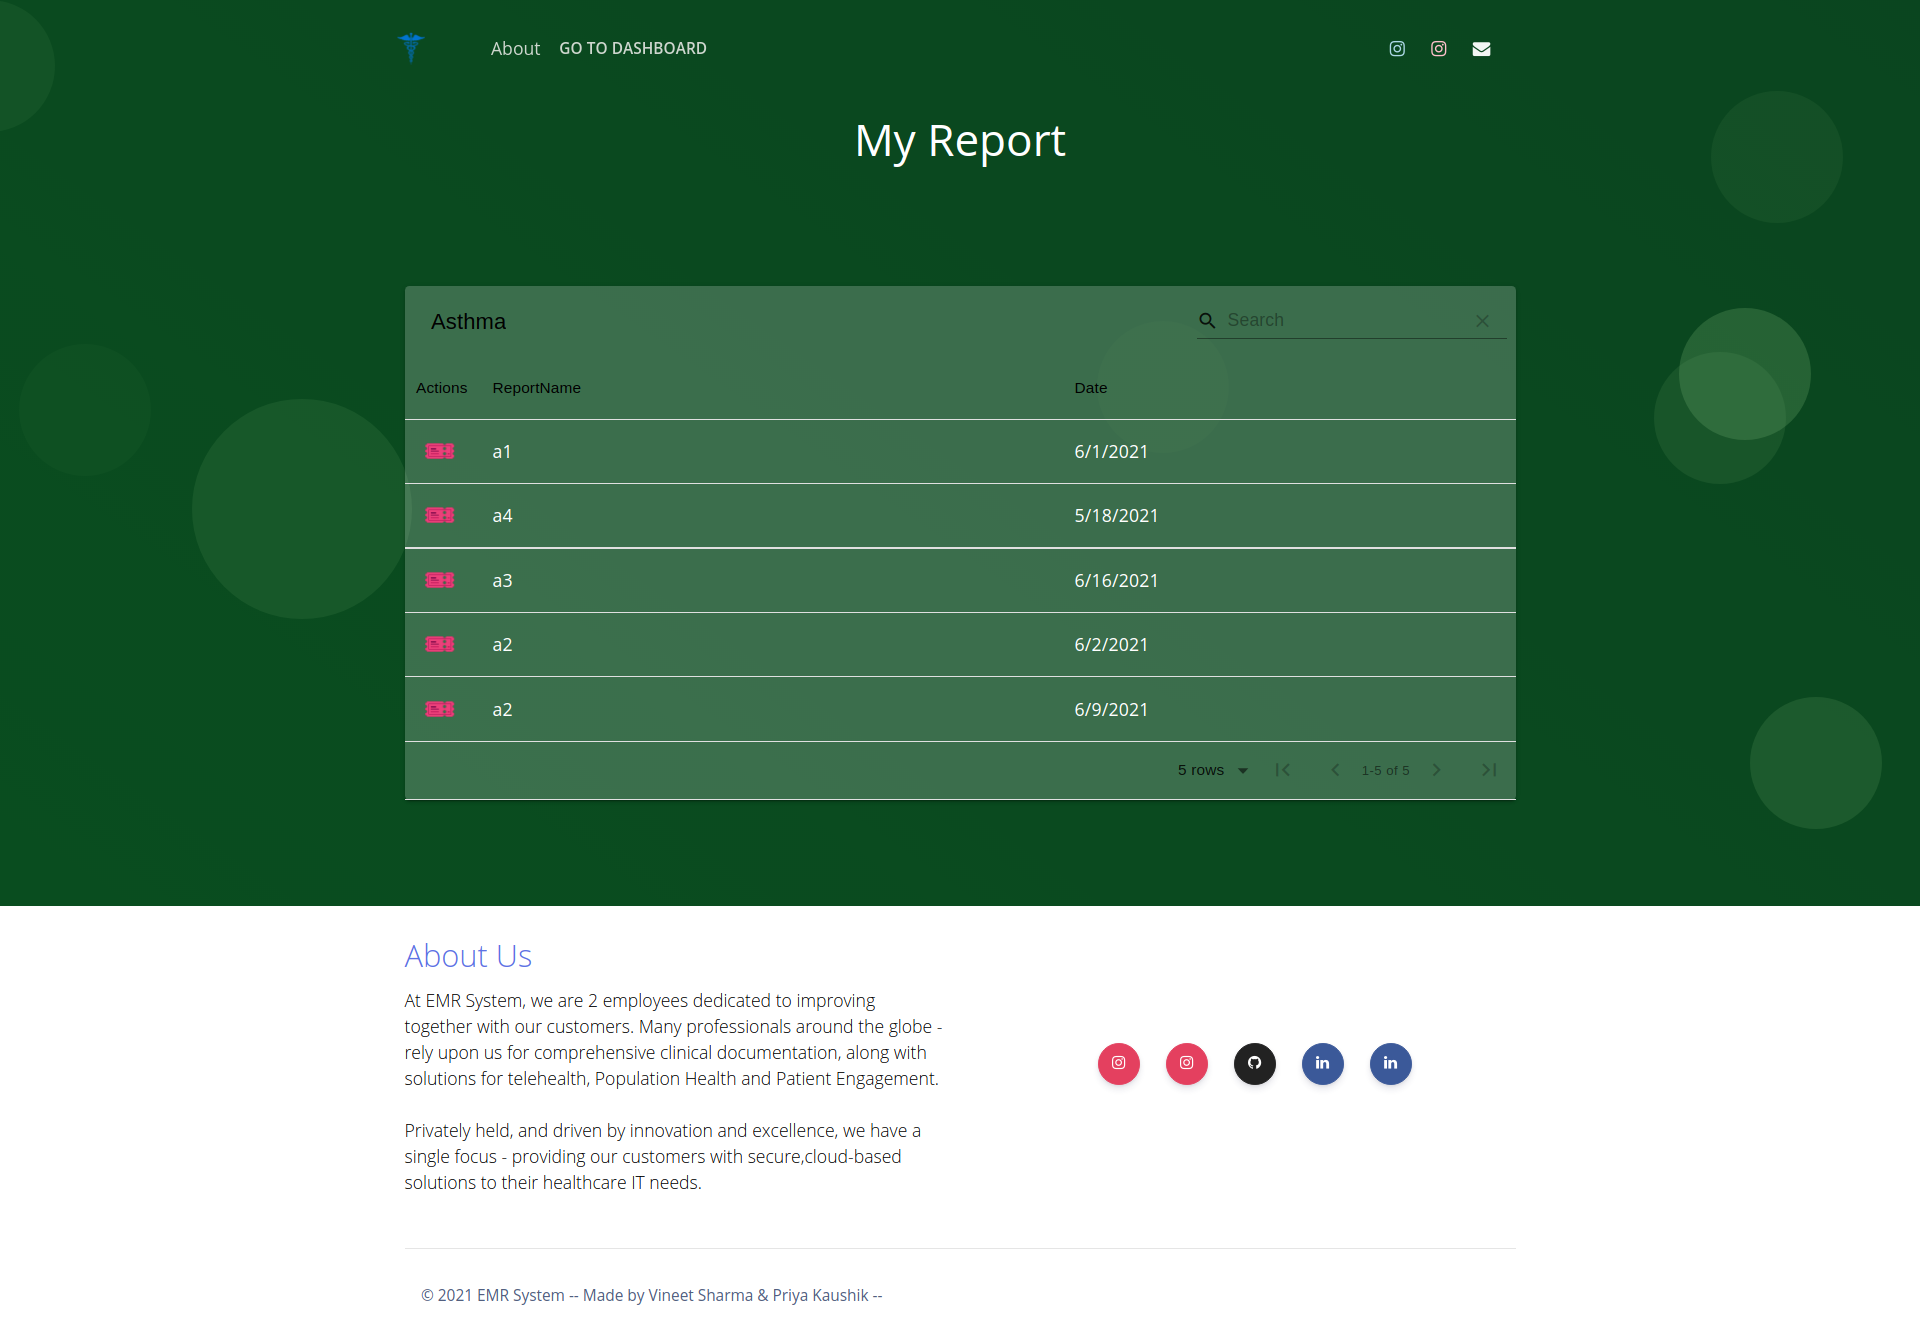 About GO TO DASHBOARD
My Report
Asthma
Search
Actions ReportName Date
a1 6/1/2021
a4 5/18/2021
a3 6/16/2021
a2 6/2/2021
a2 6/9/2021
5 rows 1-5 of 5
About Us
At EMR System, we are 2 employees dedicated to improving
together with our customers. Many professionals around the globe -
rely upon us for comprehensive clinical documentation, along with
solutions for telehealth, Population Health and Patient Engagement.
Privately held, and driven by innovation and excellence, we have a
single focus - providing our customers with secure,cloud-based
solutions to their healthcare IT needs.
© 2021 EMR System -- Made by Vineet Sharma & Priya Kaushik --